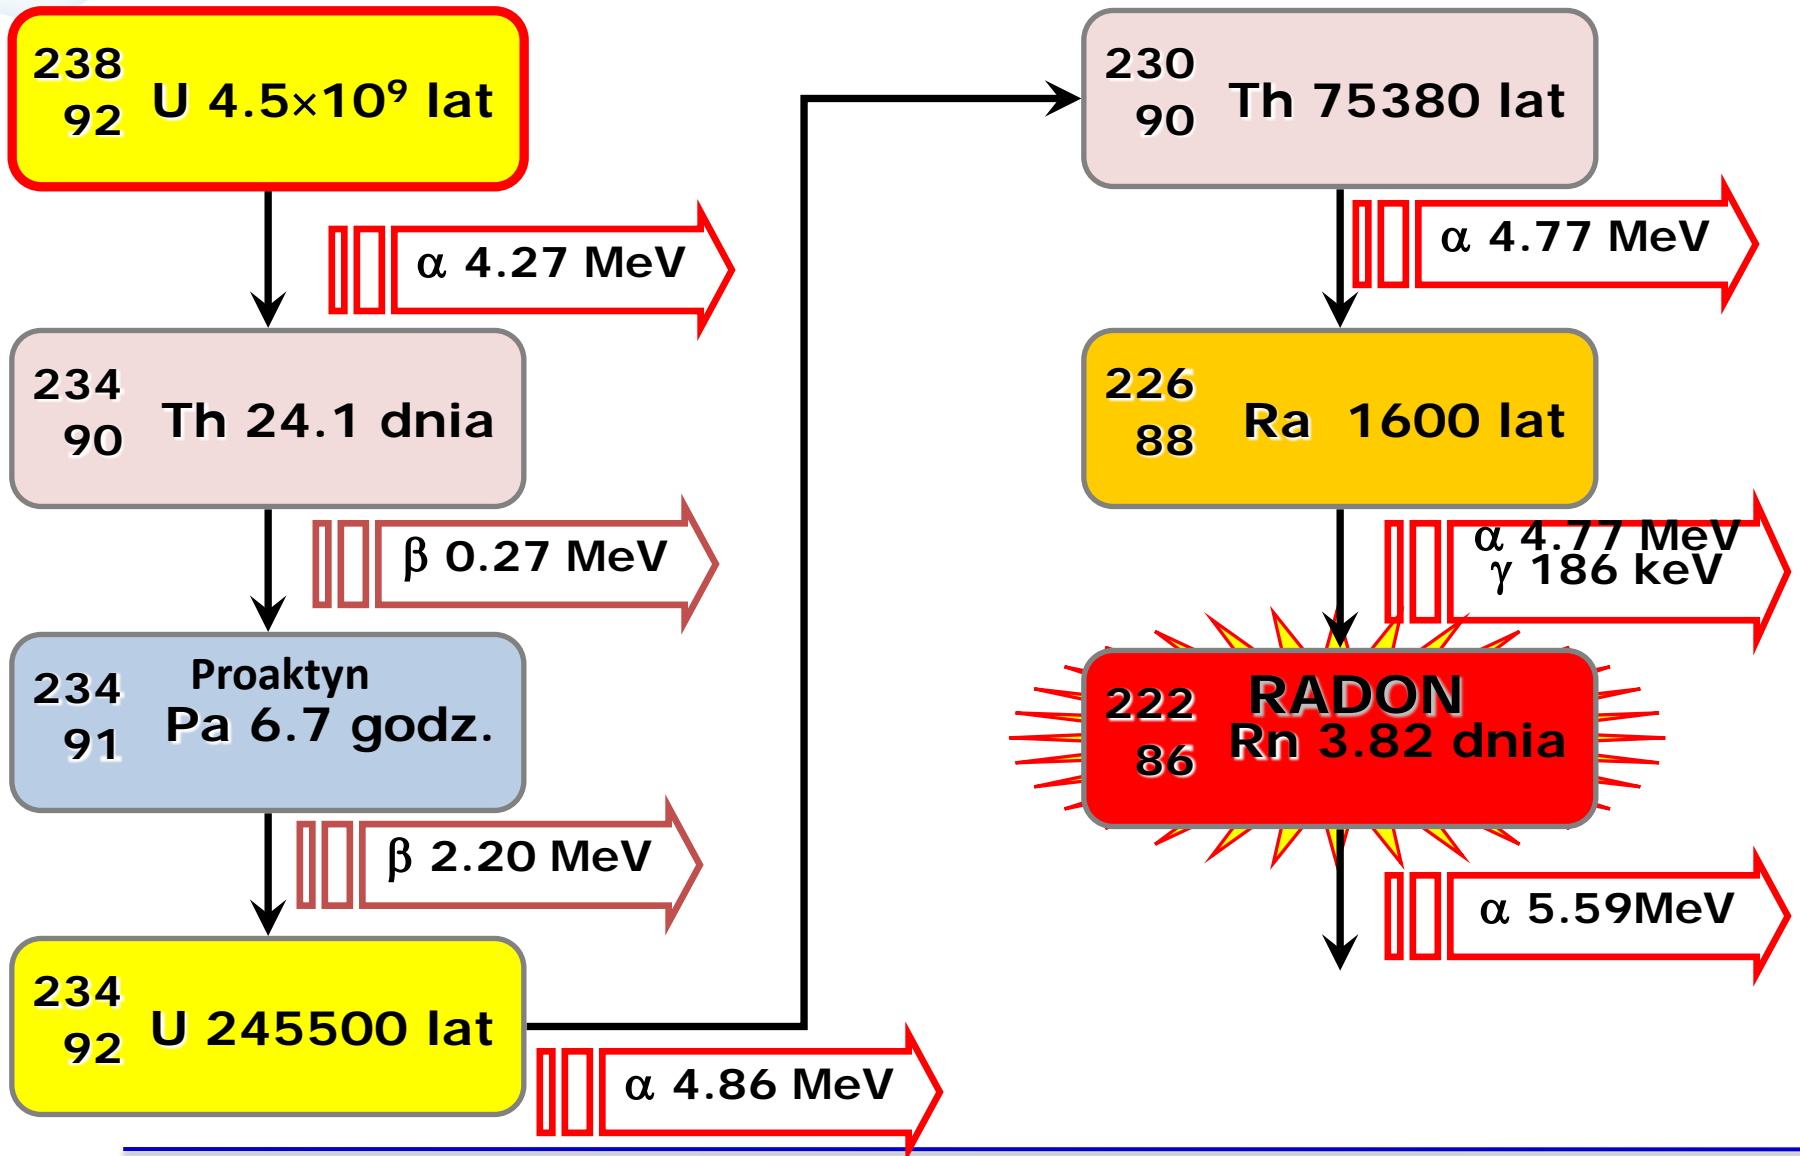 238
92
U 4.5×10⁹ lat
α 4.27 MeV
234
90
Th 24.1 dnia
β 0.27 MeV
234
91
Proaktyn
Pa 6.7 godz.
β 2.20 MeV
234
92
U 245500 lat
α 4.86 MeV
230
90
Th 75380 lat
α 4.77 MeV
226
88
Ra 1600 lat
α 4.77 MeV
γ 186 keV
222
86
RADON
Rn 3.82 dnia
α 5.59MeV